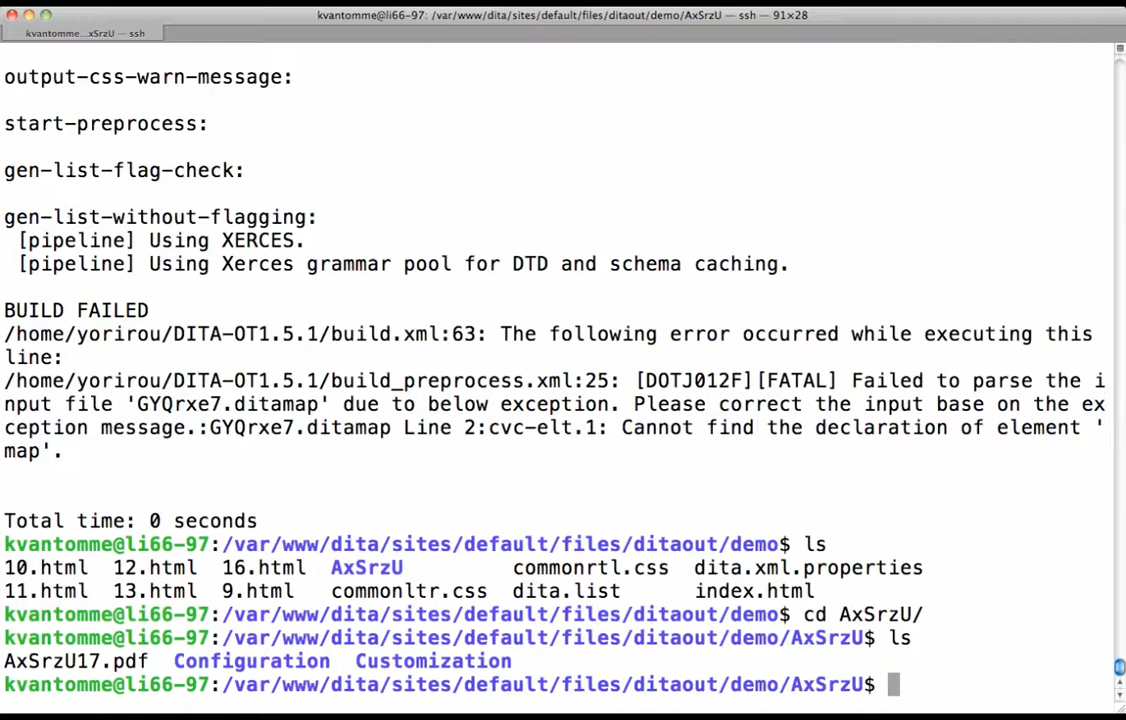 kvantomme@li66-97: /var/www/dita/sites/default/files/ditaout/demo/AxSrzU — ssh — 91×28
kvantomme...xSrzU — ssh
output-css-warn-message:
start-preprocess:
gen-list-flag-check:
gen-list-without-flagging:
[pipeline] Using XERCES.
[pipeline] Using Xerces grammar pool for DTD and schema caching.
BUILD FAILED
/home/yorirou/DITA-OT1.5.1/build.xml:63: The following error occurred while executing this
line:
/home/yorirou/DITA-OT1.5.1/build_preprocess.xml:25: [DOTJ012F][FATAL] Failed to parse the i
nput file 'GYQrxe7.ditamap' due to below exception. Please correct the input base on the ex
ception message.:GYQrxe7.ditamap Line 2:cvc-elt.1: Cannot find the declaration of element '
map'.
Total time: 0 seconds
kvantomme@li66-97:/var/www/dita/sites/default/files/ditaout/demo$ ls
10.html 12.html 16.html AxSrzU commonrtl.css dita.xml.properties
11.html 13.html 9.html commonltr.css dita.list index.html
kvantomme@li66-97:/var/www/dita/sites/default/files/ditaout/demo$ cd AxSrzU/
kvantomme@li66-97:/var/www/dita/sites/default/files/ditaout/demo/AxSrzU$ ls
AxSrzU17.pdf Configuration Customization
kvantomme@li66-97:/var/www/dita/sites/default/files/ditaout/demo/AxSrzU$